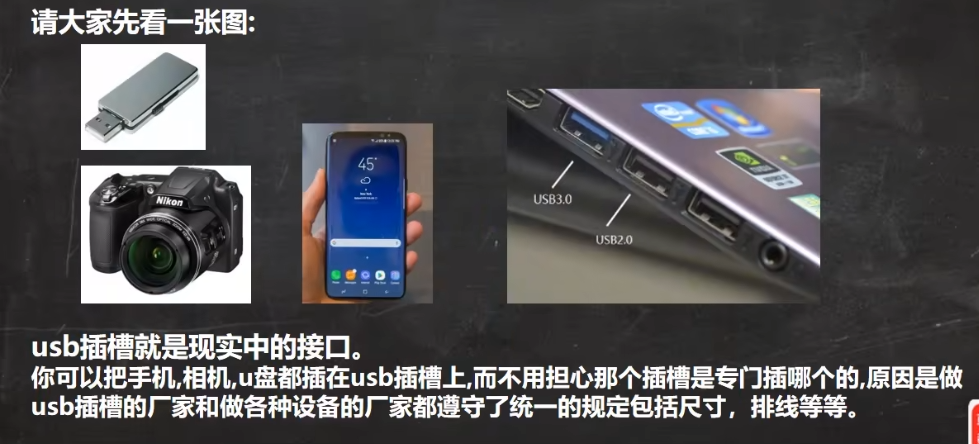 请大家先看一张图:
Nikon
45°
USB3.0
USB2.0
usb插槽就是现实中的接口。
你可以把手机,相机,u盘都插在usb插槽上,而不用担心那个插槽是专门插哪个的,原因是做
usb插槽的厂家和做各种设备的厂家都遵守了统一的规定包括尺寸，排线等等。